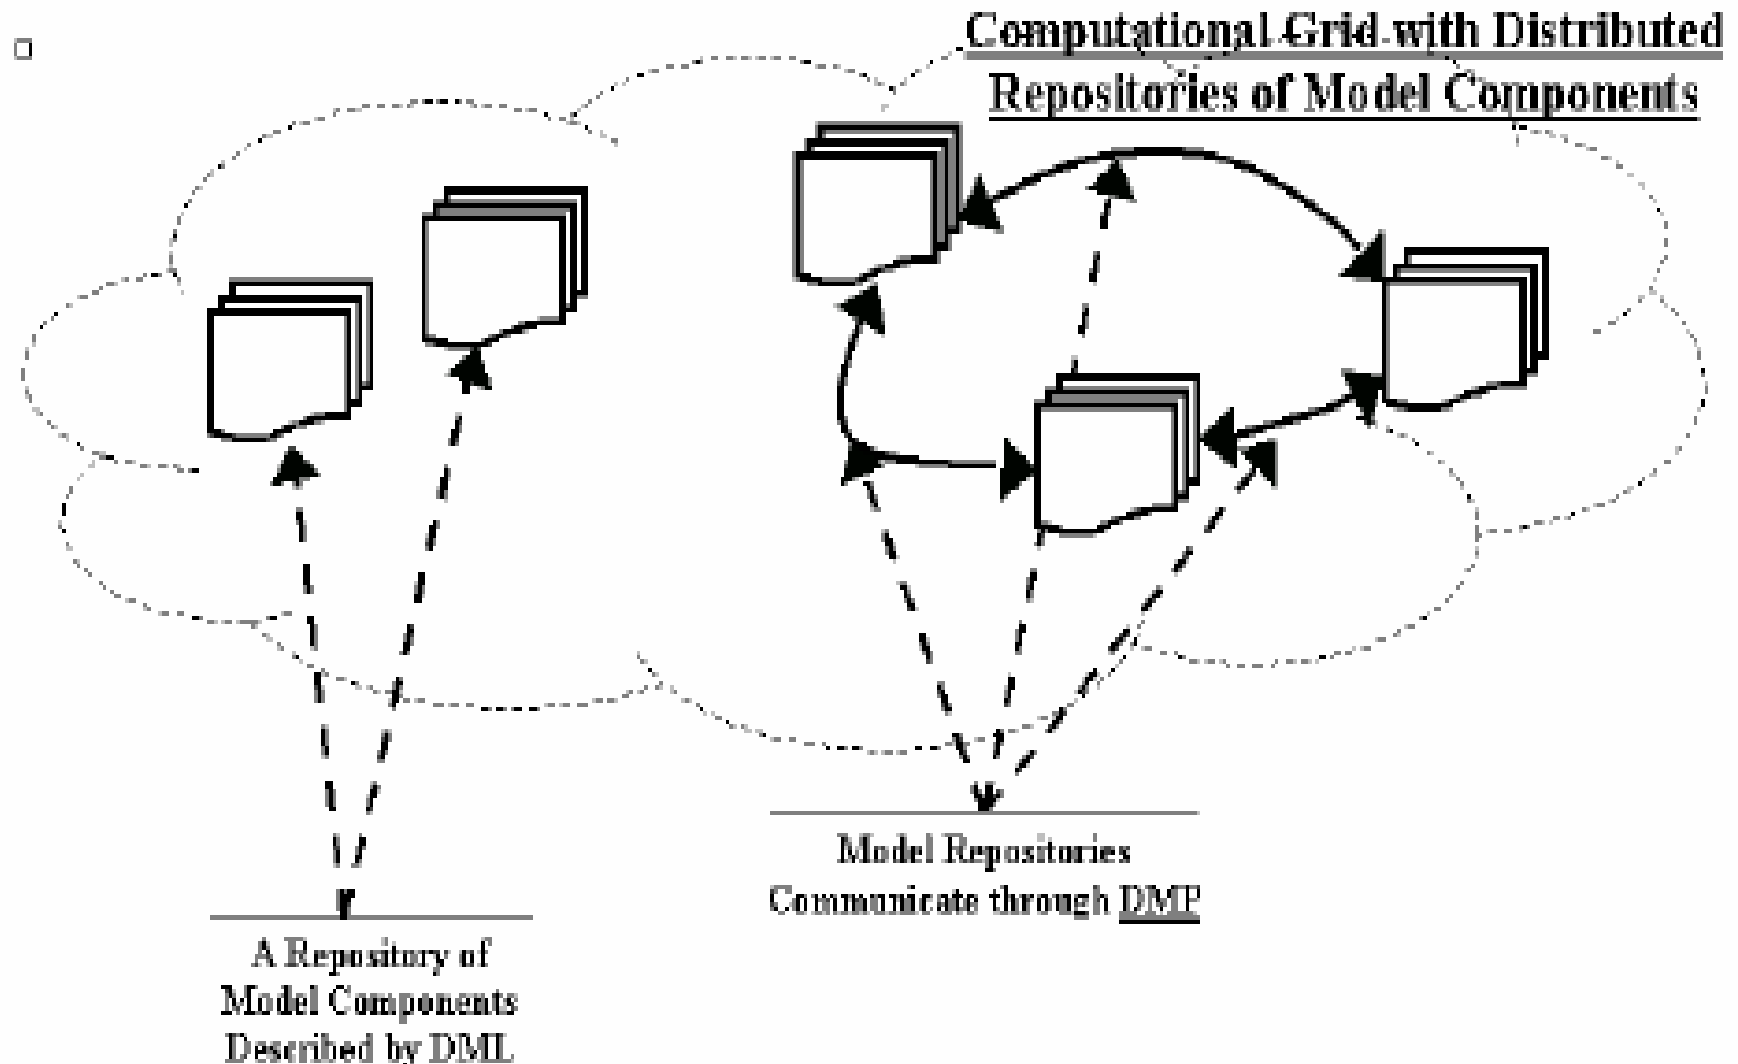 Computational Grid with Distributed
Repositories of Model Components
Model Repositories
Communicate through DMP
A Repository of
Model Components
Described by DML